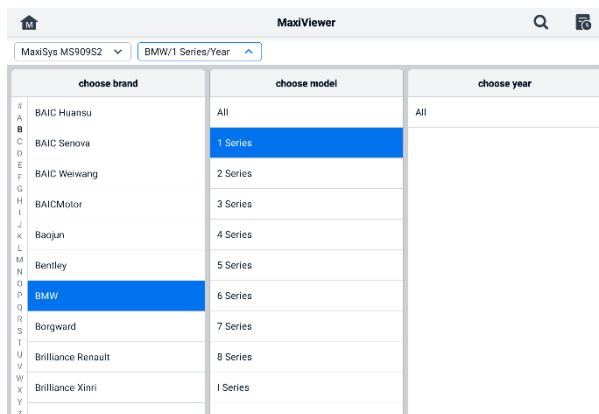 M MaxiViewer
MaxiSys MS909S2 BMW/1 Series/Year
choose brand choose model choose year
#
A
B
C
D
E
F
G
H
I
J
K
L
M
N
O
P
Q
R
S
T
U
V
W
X
Y
Z
BAIC Huansu
BAIC Senova
BAIC Weiwang
BAICMotor
Baojun
Bentley
BMW
Borgward
Brilliance Renault
Brilliance Xinri
All
1 Series
2 Series
3 Series
4 Series
5 Series
6 Series
7 Series
8 Series
I Series
All